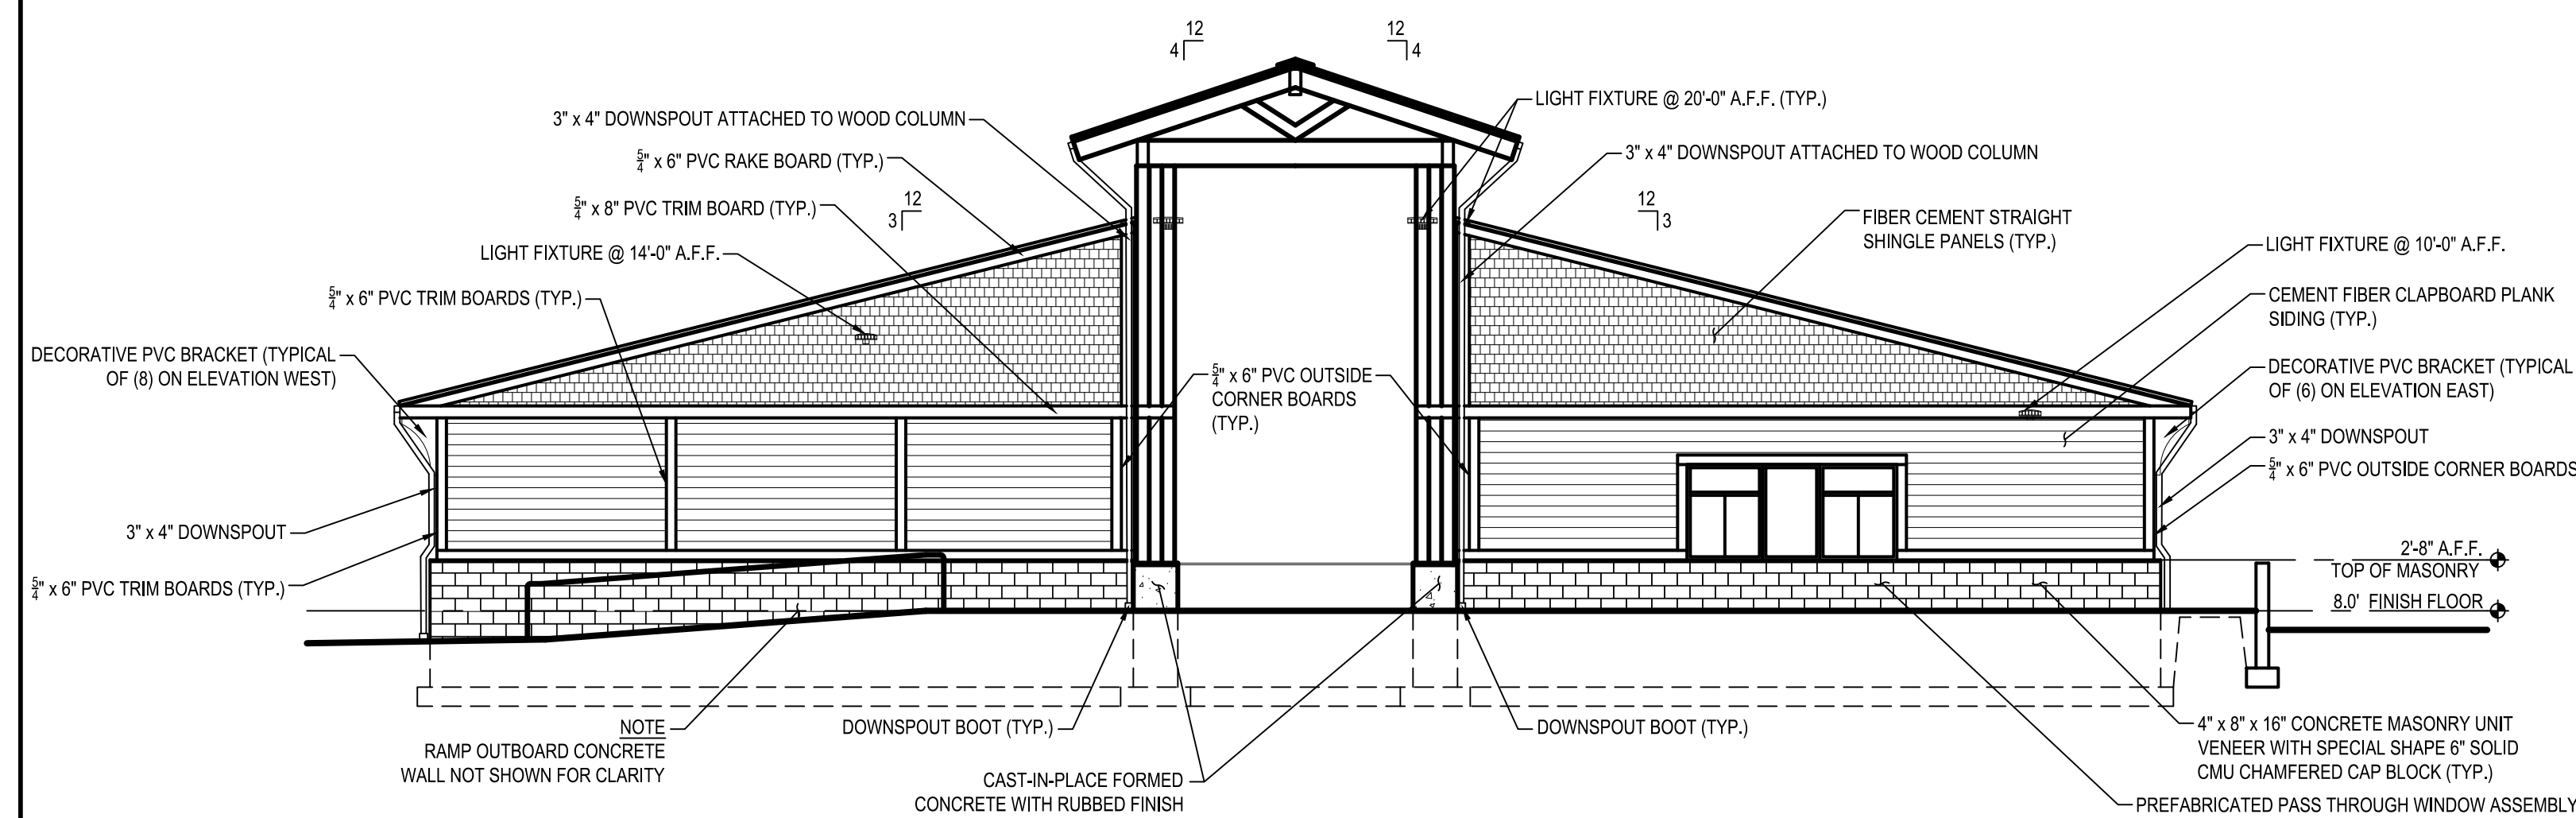 12
4
12
4
3" x 4" DOWNSPOUT ATTACHED TO WOOD COLUMN
5/4" x 6" PVC RAKE BOARD (TYP.)
5/4" x 8" PVC TRIM BOARD (TYP.)
12
3
LIGHT FIXTURE @ 14'-0" A.F.F.
5/4" x 6" PVC TRIM BOARDS (TYP.)
DECORATIVE PVC BRACKET (TYPICAL
OF (8) ON ELEVATION WEST)
3" x 4" DOWNSPOUT
5/4" x 6" PVC TRIM BOARDS (TYP.)
LIGHT FIXTURE @ 20'-0" A.F.F. (TYP.)
3" x 4" DOWNSPOUT ATTACHED TO WOOD COLUMN
12
3
FIBER CEMENT STRAIGHT
SHINGLE PANELS (TYP.)
LIGHT FIXTURE @ 10'-0" A.F.F.
CEMENT FIBER CLAPBOARD PLANK
SIDING (TYP.)
DECORATIVE PVC BRACKET (TYPICAL
OF (6) ON ELEVATION EAST)
5/4" x 6" PVC OUTSIDE
CORNER BOARDS
(TYP.)
3" x 4" DOWNSPOUT
5/4" x 6" PVC OUTSIDE CORNER BOARDS
2'-8" A.F.F.
TOP OF MASONRY
8.0' FINISH FLOOR
NOTE
RAMP OUTBOARD CONCRETE
WALL NOT SHOWN FOR CLARITY
DOWNSPOUT BOOT (TYP.)
CAST-IN-PLACE FORMED
CONCRETE WITH RUBBED FINISH
DOWNSPOUT BOOT (TYP.)
4" x 8" x 16" CONCRETE MASONRY UNIT
VENEER WITH SPECIAL SHAPE 6" SOLID
CMU CHAMFERED CAP BLOCK (TYP.)
PREFABRICATED PASS THROUGH WINDOW ASSEMBLY